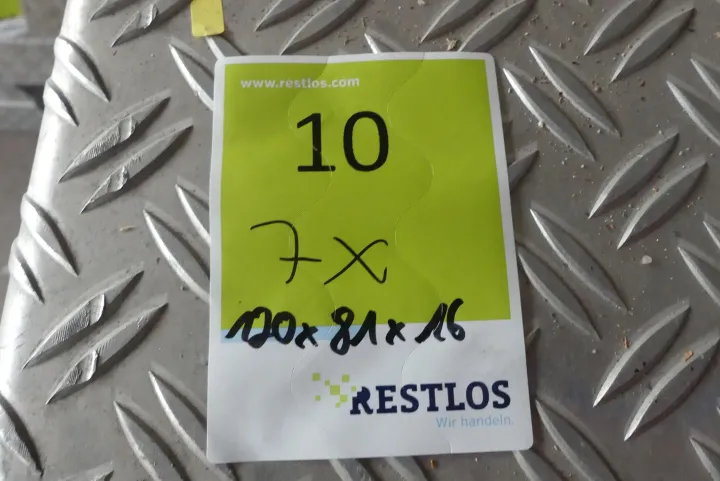 www.restlos.com
10
7x
120x81x16
RESTLOS
Wir handeln.